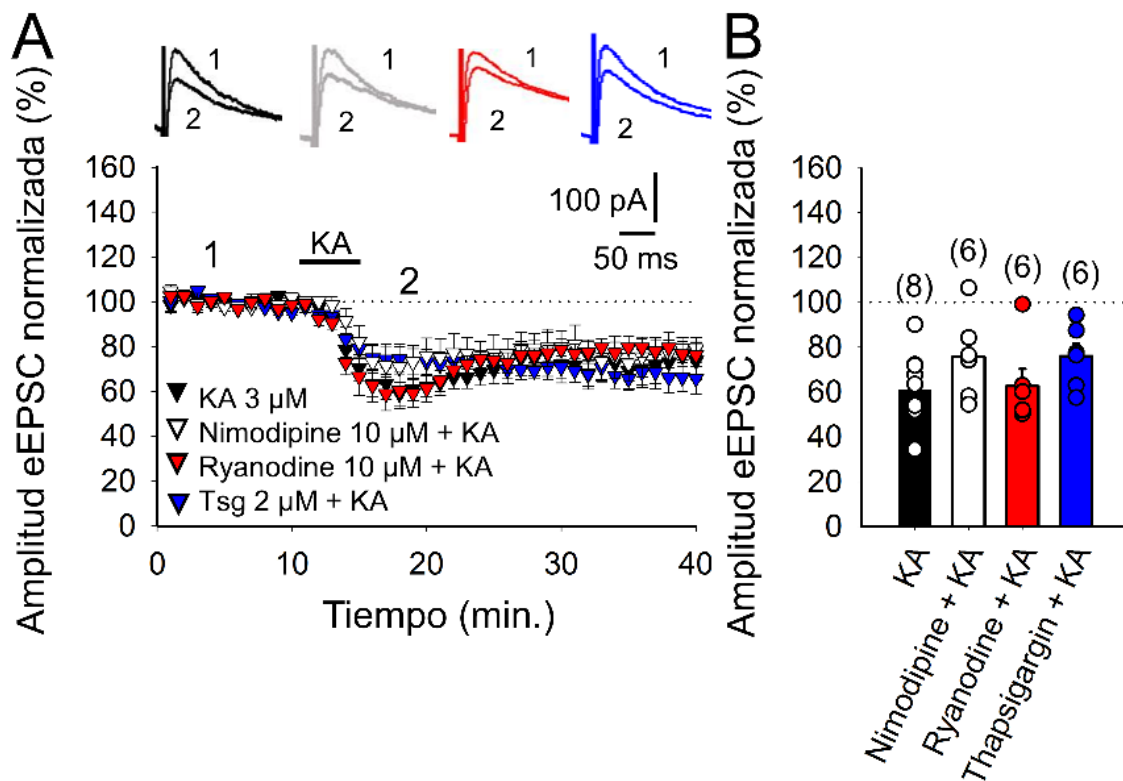 A
Amplitud eEPSC normalizada (%)
1
2
1
2
1
2
1
2
160
140
120
100
80
60
40
20
0
100 pA
50 ms
1
KA
2
KA 3 µM
Nimodipine 10 µM + KA
Ryanodine 10 µM + KA
Tsg 2 µM + KA
0
10
20
30
40
Tiempo (min.)
B
Amplitud eEPSC normalizada (%)
160
140
120
100
80
60
40
20
0
(8)
(6)
(6)
(6)
KA
Nimodipine + KA
Ryanodine + KA
Thapsigargin + KA